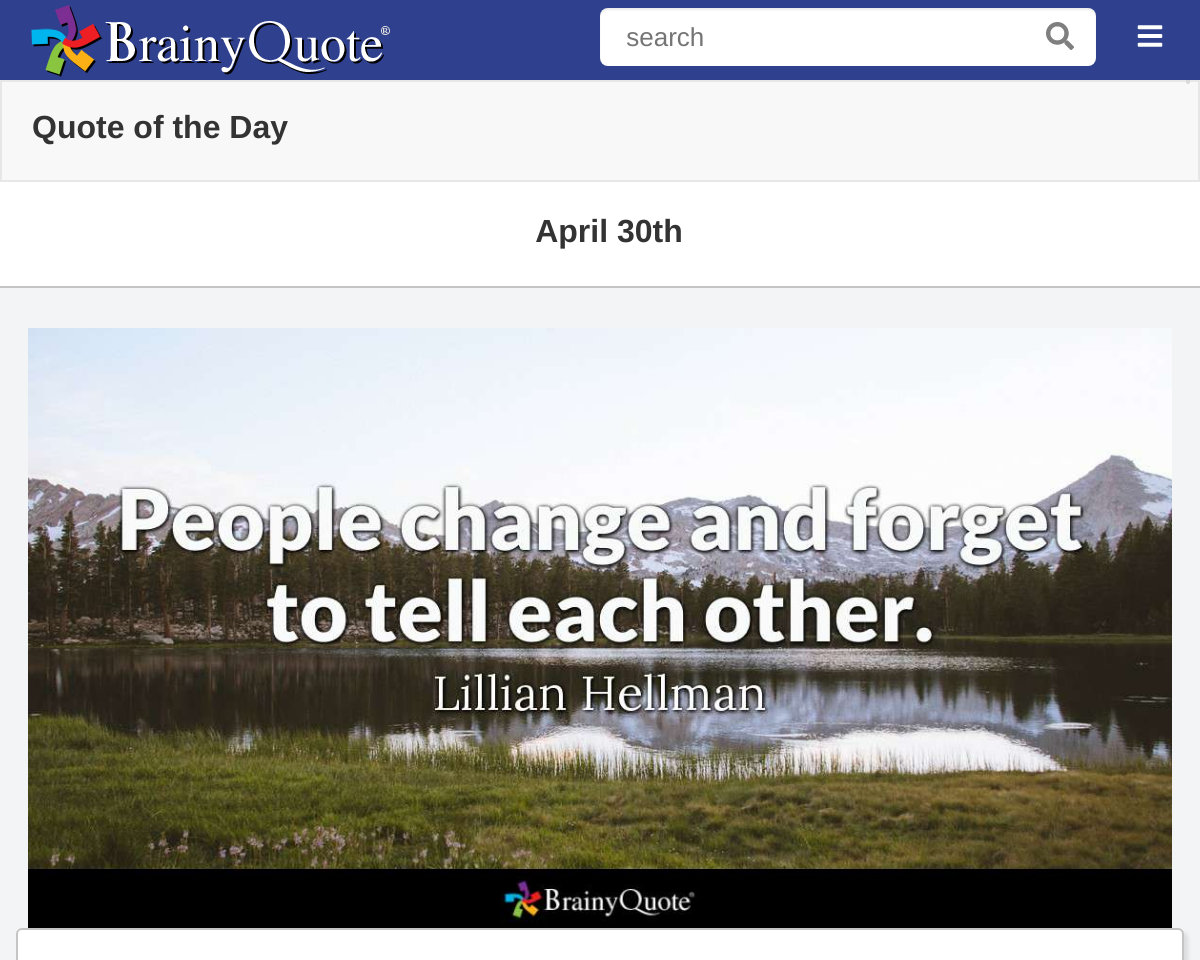 BrainyQuote®
search
Quote of the Day
April 30th
People change and forget
to tell each other.
Lillian Hellman
BrainyQuote®